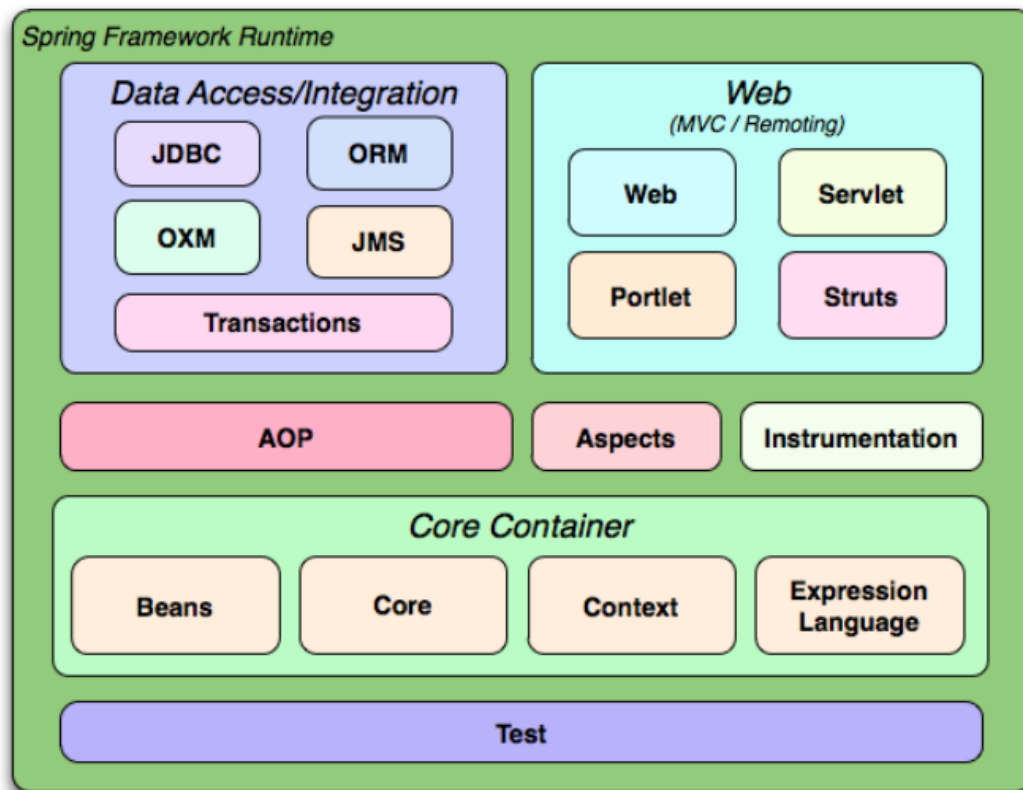 Spring Framework Runtime
Data Access/Integration
JDBC
ORM
OXM
JMS
Transactions
Web
(MVC / Remoting)
Web
Servlet
Portlet
Struts
AOP
Aspects
Instrumentation
Core Container
Beans
Core
Context
Expression
Language
Test